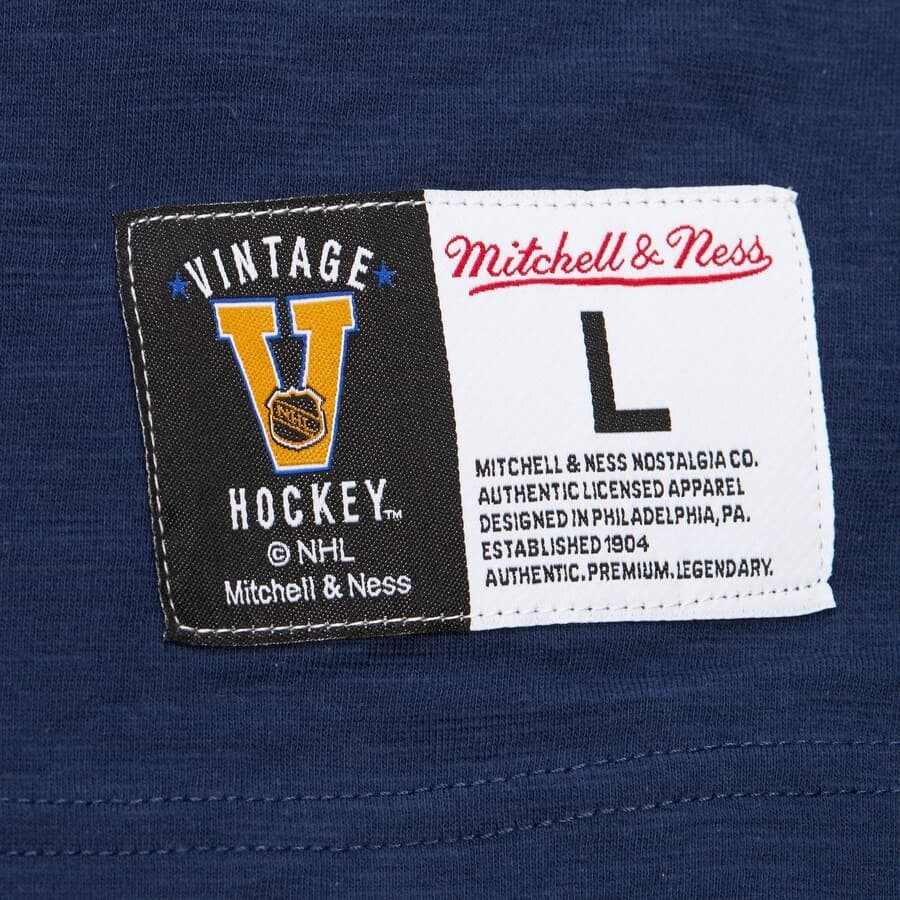 VINTAGE
V
NHL
HOCKEY™
© NHL
Mitchell & Ness
Mitchell & Ness
L
MITCHELL & NESS NOSTALGIA CO.
AUTHENTIC LICENSED APPAREL
DESIGNED IN PHILADELPHIA, PA.
ESTABLISHED 1904
AUTHENTIC. PREMIUM. LEGENDARY.